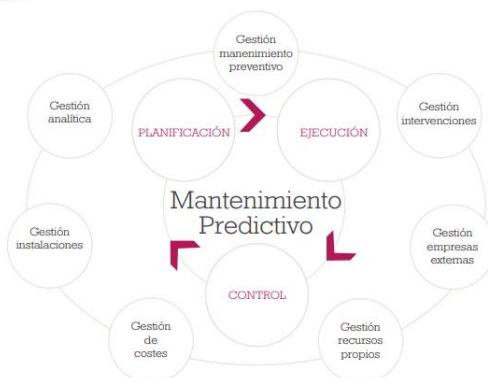 Gestión
manenimiento
preventivo
Gestión
analítica
PLANIFICACIÓN
EJECUCIÓN
Gestión
intervenciones
Mantenimiento
Predictivo
Gestión
instalaciones
Gestión
empresas
externas
CONTROL
Gestión
de
costes
Gestión
recursos
propios